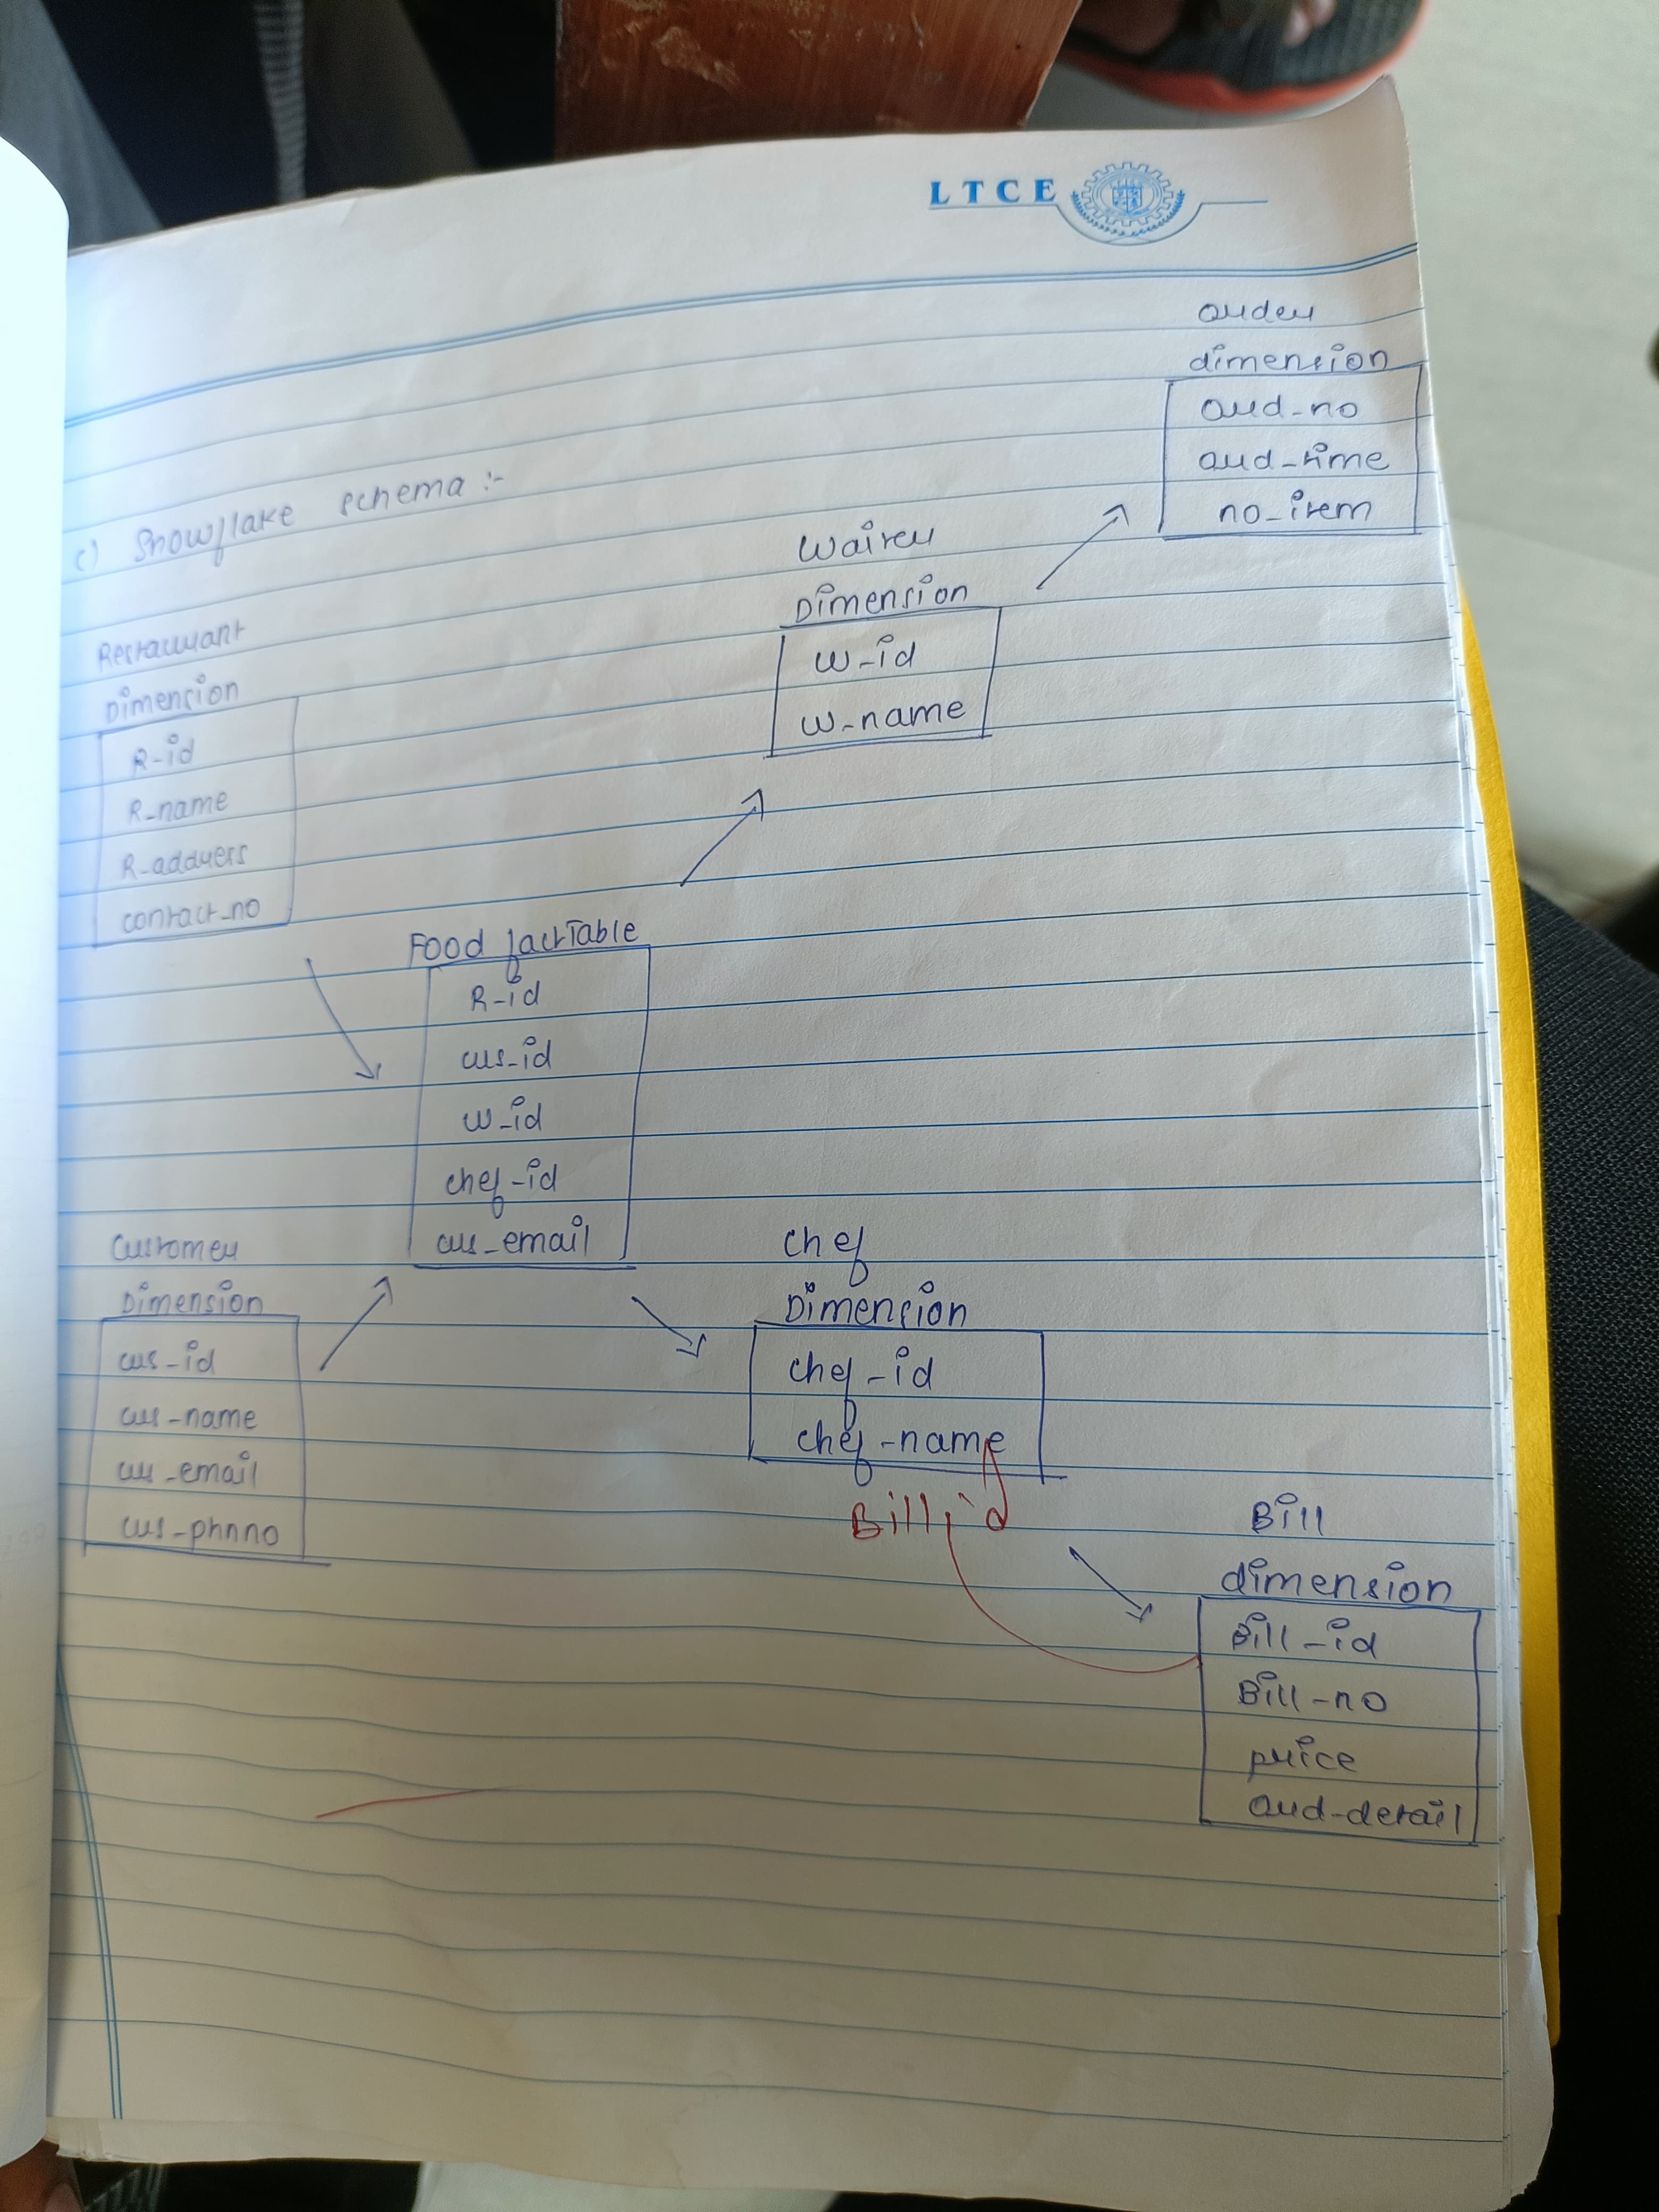 LTCE
c) Snowflake schema :-
order
dimension
ord-no
ord-time
no-item
Waiter
Dimension
w-id
w-name
Restaurant
Dimension
R-id
R-name
R-address
contact-no
Food factTable
R-id
cus-id
w-id
chef-id
cus-email
Customer
Dimension
cus-id
cus-name
cus-email
cus-phnno
chef
Dimension
chef-id
chef-name
Bill id
Bill
dimension
Bill-id
Bill-no
price
ord-detail